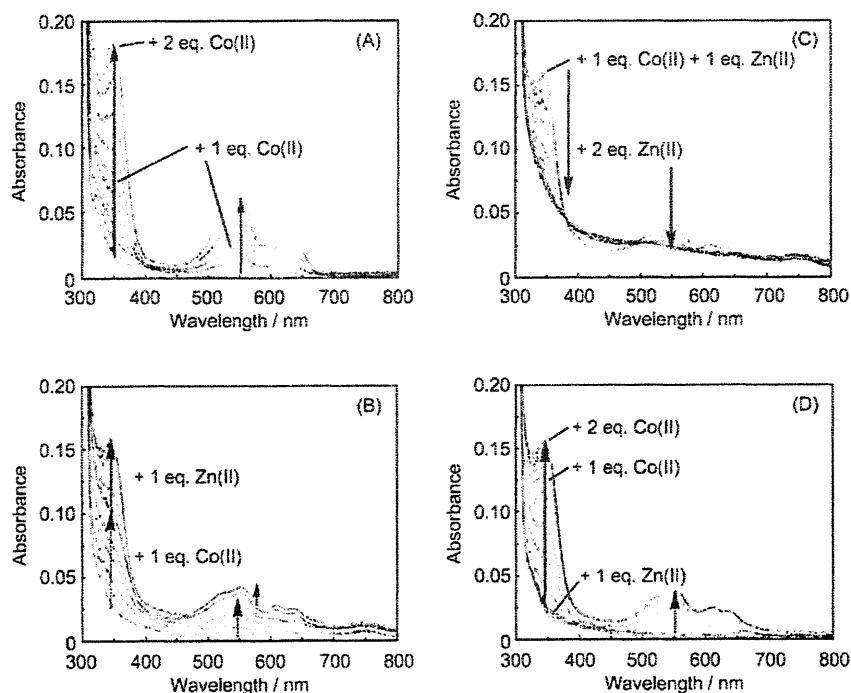 (A)
0.20
0.15
0.10
0.05
0
Absorbance
+ 2 eq. Co(II)
+ 1 eq. Co(II)
300 400 500 600 700 800
Wavelength / nm
(C)
0.20
0.15
0.10
0.05
0
Absorbance
+ 1 eq. Co(II) + 1 eq. Zn(II)
+ 2 eq. Zn(II)
300 400 500 600 700 800
Wavelength / nm
(B)
0.20
0.15
0.10
0.05
0
Absorbance
+ 1 eq. Zn(II)
+ 1 eq. Co(II)
300 400 500 600 700 800
Wavelength / nm
(D)
0.20
0.15
0.10
0.05
0
Absorbance
+ 2 eq. Co(II)
+ 1 eq. Co(II)
+ 1 eq. Zn(II)
300 400 500 600 700 800
Wavelength / nm